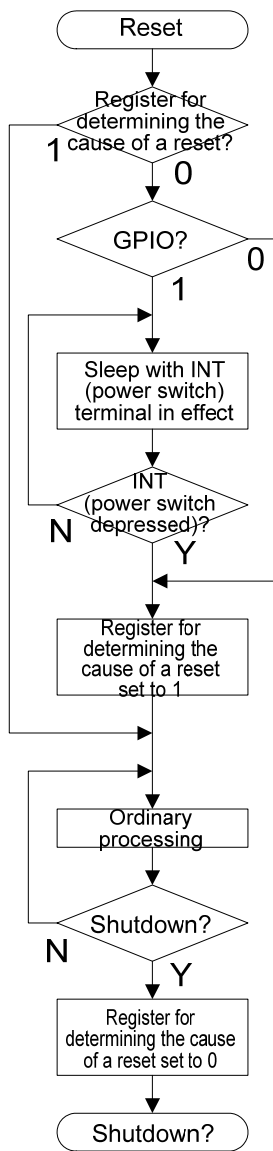 Reset
Register for
determining the
cause of a reset?
1
0
GPIO?
0
1
Sleep with INT
(power switch)
terminal in effect
INT
(power switch
depressed)?
N
Y
Register for
determining the
cause of a reset
set to 1
Ordinary
processing
Shutdown?
N
Y
Register for
determining the cause
of a reset set to 0
Shutdown?